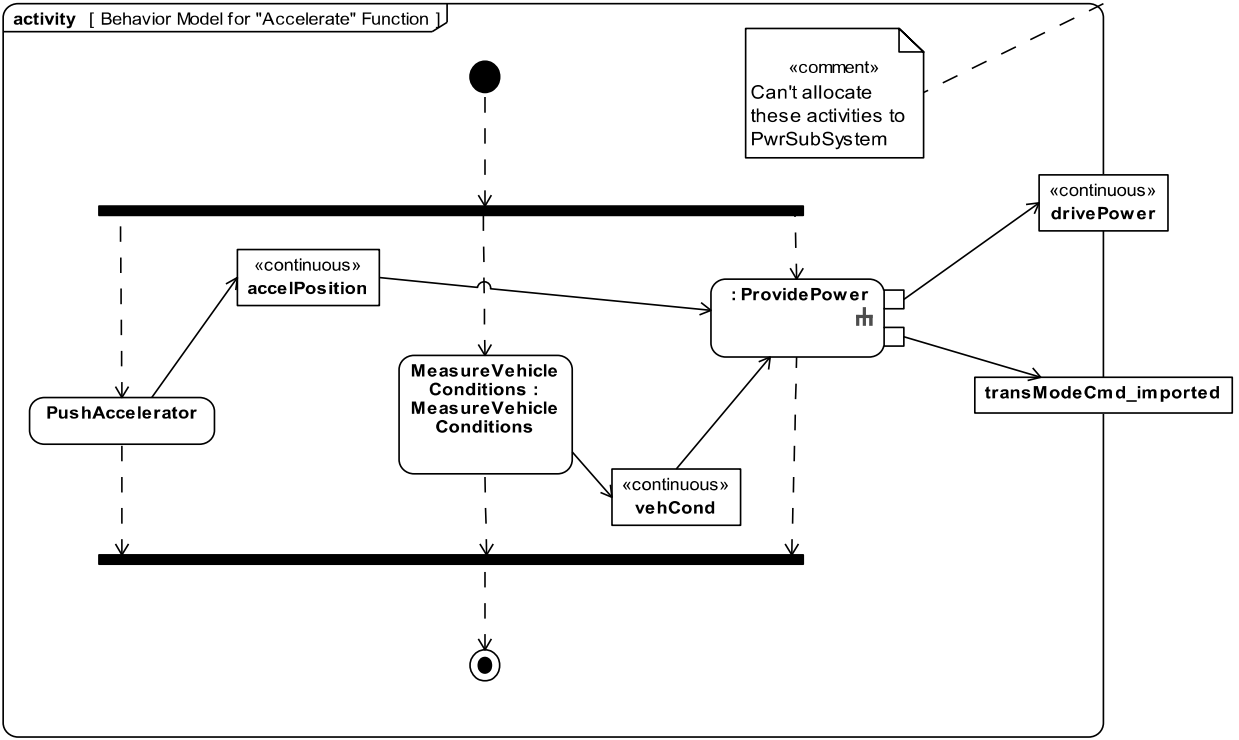 activity [ Behavior Model for "Accelerate" Function ]
«comment»
Can't allocate
these activities to
PwrSubSystem
«continuous»
drivePower
«continuous»
accelPosition
: ProvidePower
MeasureVehicle
Conditions :
MeasureVehicle
Conditions
transModeCmd_imported
PushAccelerator
«continuous»
vehCond